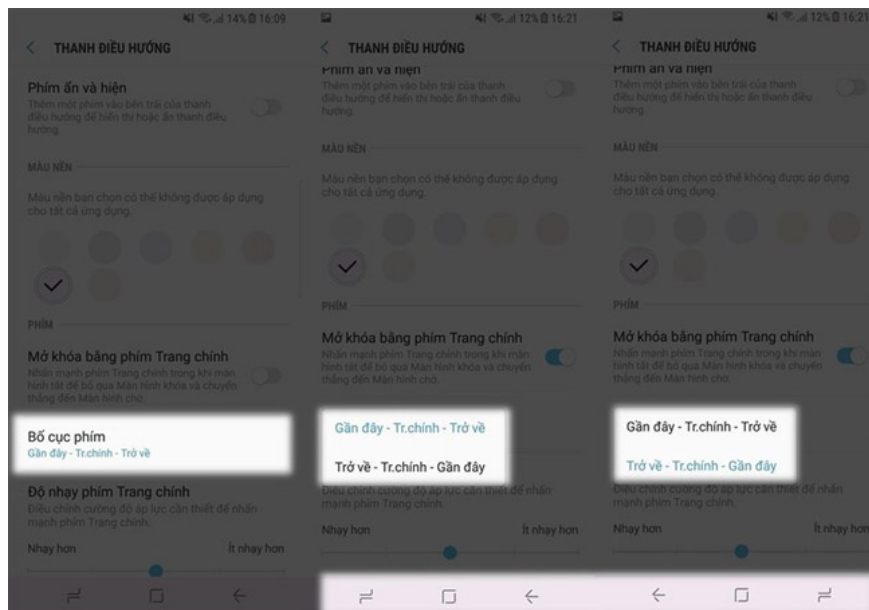 14% 16:09
THANH ĐIỀU HƯỚNG
Phím ẩn và hiện
Thêm một phím vào bên trái của thanh
điều hướng để hiển thị hoặc ẩn thanh điều
hướng.
MÀU NỀN
Màu nền bạn chọn có thể không được áp dụng
cho tất cả ứng dụng.
PHÍM
Mở khóa bằng phím Trang chính
Nhấn mạnh phím Trang chính trong khi màn
hình tắt để bỏ qua Màn hình khóa và chuyển
thẳng đến Màn hình chờ.
Bố cục phím
Gần đây - Tr.chính - Trở về
Độ nhạy phím Trang chính
Điều chỉnh cường độ áp lực cần thiết để nhấn
mạnh phím Trang chính.
Nhạy hơn Ít nhạy hơn
12% 16:21
THANH ĐIỀU HƯỚNG
Phím ẩn và hiện
Thêm một phím vào bên trái của thanh
điều hướng để hiển thị hoặc ẩn thanh điều
hướng.
MÀU NỀN
Màu nền bạn chọn có thể không được áp dụng
cho tất cả ứng dụng.
PHÍM
Mở khóa bằng phím Trang chính
Nhấn mạnh phím Trang chính trong khi màn
hình tắt để bỏ qua Màn hình khóa và chuyển
thẳng đến Màn hình chờ.
Gần đây - Tr.chính - Trở về
Trở về - Tr.chính - Gần đây
Điều chỉnh cường độ áp lực cần thiết để nhấn
mạnh phím Trang chính.
Nhạy hơn Ít nhạy hơn
12% 16:21
THANH ĐIỀU HƯỚNG
Phím ẩn và hiện
Thêm một phím vào bên trái của thanh
điều hướng để hiển thị hoặc ẩn thanh điều
hướng.
MÀU NỀN
Màu nền bạn chọn có thể không được áp dụng
cho tất cả ứng dụng.
PHÍM
Mở khóa bằng phím Trang chính
Nhấn mạnh phím Trang chính trong khi màn
hình tắt để bỏ qua Màn hình khóa và chuyển
thẳng đến Màn hình chờ.
Gần đây - Tr.chính - Trở về
Trở về - Tr.chính - Gần đây
Điều chỉnh cường độ áp lực cần thiết để nhấn
mạnh phím Trang chính.
Nhạy hơn Ít nhạy hơn